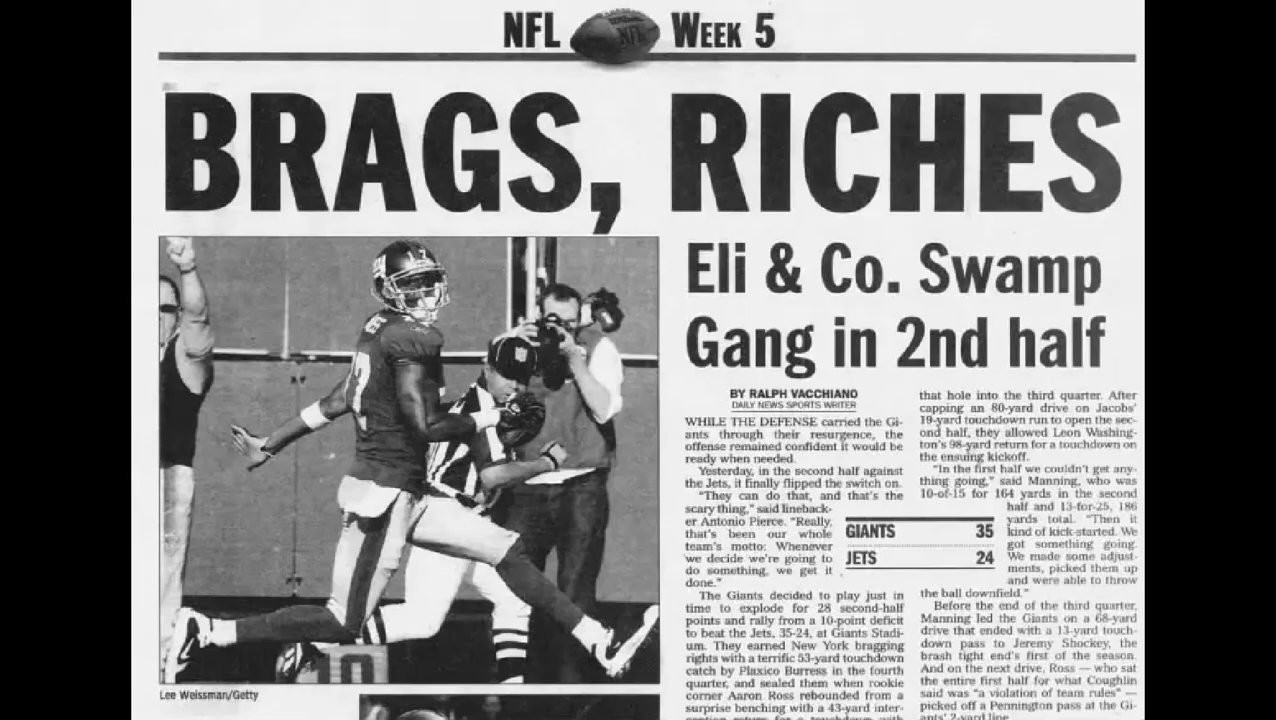 NFL WEEK 5
BRAGS, RICHES
Eli & Co. Swamp
Gang in 2nd half
BY RALPH VACCHIANO
DAILY NEWS SPORTS WRITER
WHILE THE DEFENSE carried the Gi-
ants through their resurgence, the
offense remained confident it would be
ready when needed.
Yesterday, in the second half against
the Jets, it finally flipped the switch on.
"They can do that, and that's the
scary thing," said lineback-
er Antonio Pierce. "Really,
that's been our whole
team's motto: Whenever
we decide we're going to
do something, we get it
done."
The Giants decided to play just in
time to explode for 28 second-half
points and rally from a 10-point deficit
to beat the Jets, 35-24, at Giants Stadi-
um. They earned New York bragging
rights with a terrific 53-yard touchdown
catch by Plaxico Burress in the fourth
quarter, and sealed them when rookie
corner Aaron Ross rebounded from a
surprise benching with a 43-yard inter-
ception return for a touchdown with
GIANTS 35
JETS 24
that hole into the third quarter. After
capping an 80-yard drive on Jacobs'
19-yard touchdown run to open the sec-
ond half, they allowed Leon Washing-
ton's 98-yard return for a touchdown on
the ensuing kickoff.
"In the first half we couldn't get any-
thing going," said Manning, who was
10-of-15 for 164 yards in the second
half and 13-for-25, 186
yards total. "Then it
kind of kick-started. We
got something going.
We made some adjust-
ments, picked them up
and were able to throw
the ball downfield."
Before the end of the third quarter,
Manning led the Giants on a 68-yard
drive that ended with a 13-yard touch-
down pass to Jeremy Shockey, the
brash tight end's first of the season.
And on the next drive, Ross — who sat
the entire first half for what Coughlin
said was "a violation of team rules" —
picked off a Pennington pass at the Gi-
ants' 2-yard line.
Lee Weissman/Getty